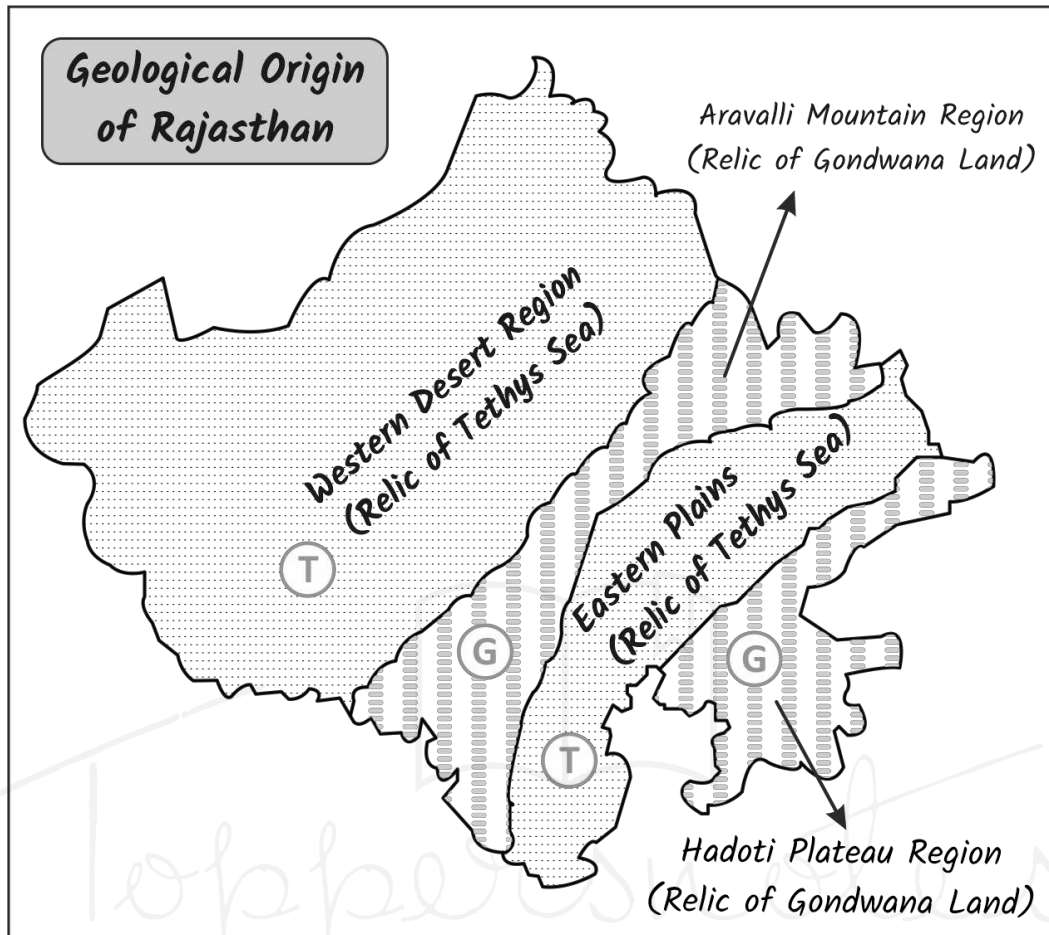 Geological Origin
of Rajasthan
Aravalli Mountain Region
(Relic of Gondwana Land)
Western Desert Region
(Relic of Tethys Sea)
Eastern Plains
(Relic of Tethys Sea)
T
G
G
T
Hadoti Plateau Region
(Relic of Gondwana Land)
Toppersnotes